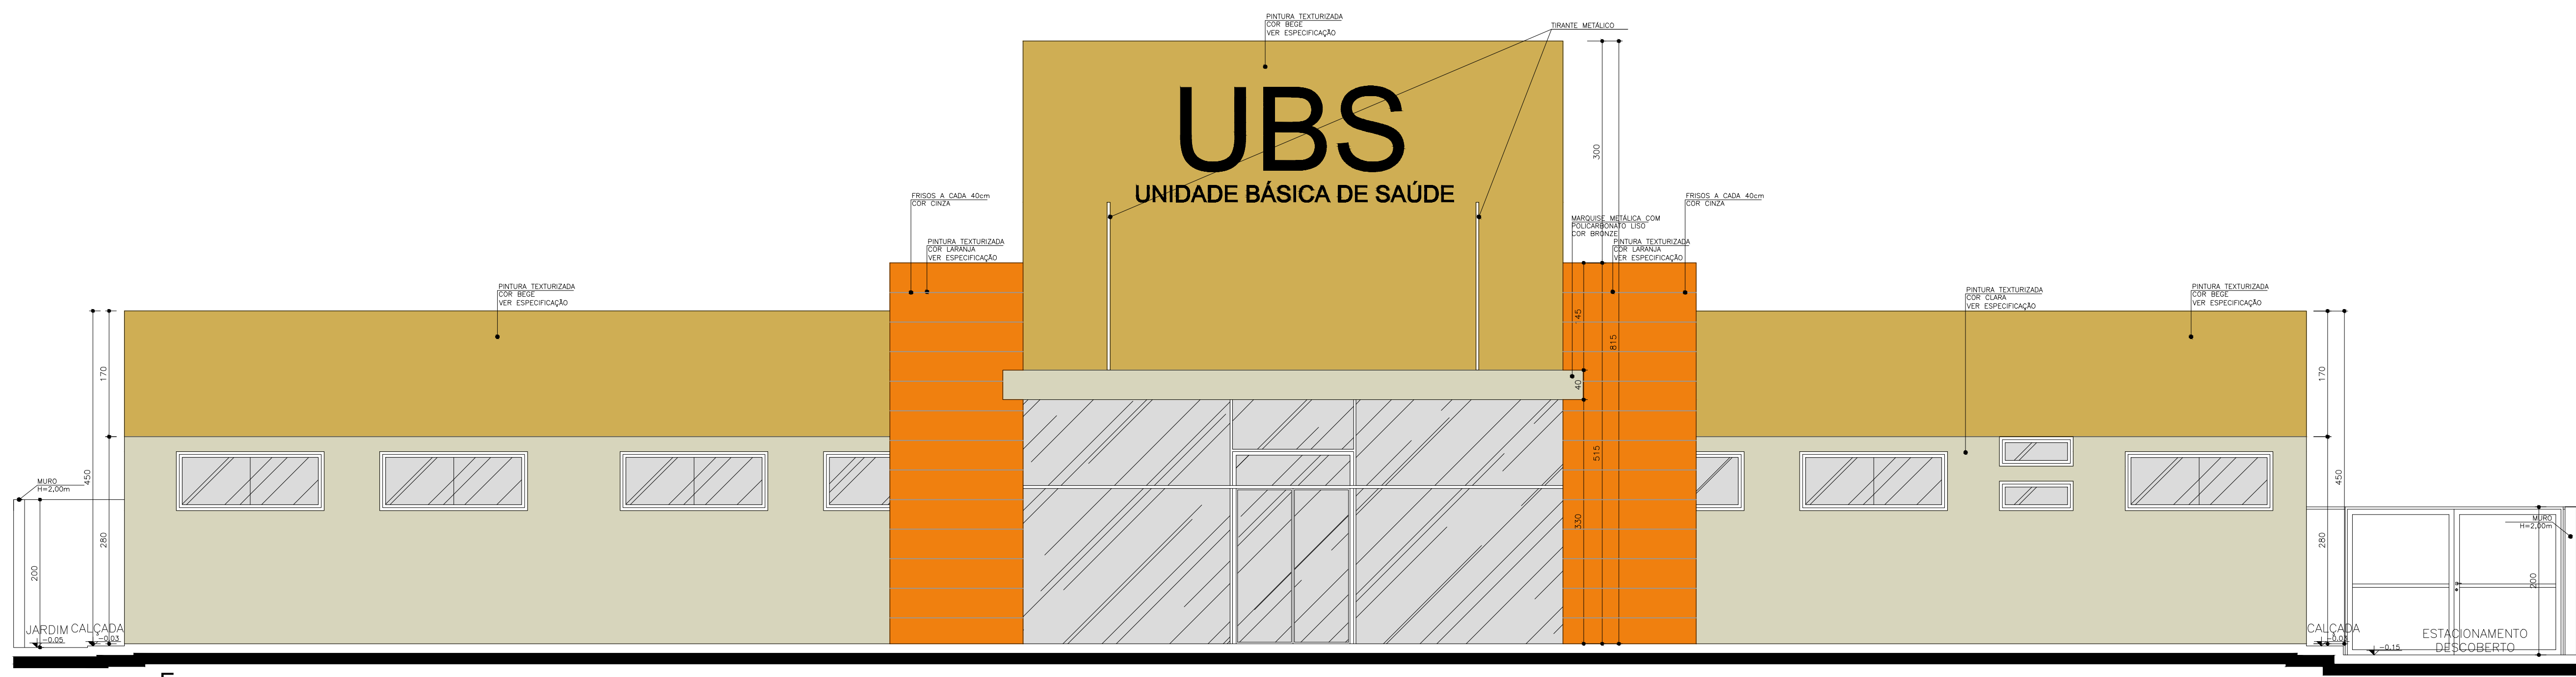 PINTURA TEXTURIZADA
COR BEGE
VER ESPECIFICAÇÃO
TIRANTE METÁLICO
UBS
UNIDADE BÁSICA DE SAÚDE
300
815
FRISOS A CADA 40cm
COR CINZA
FRISOS A CADA 40cm
COR CINZA
MARQUISE METÁLICA COM
POLICARBONATO LISO
COR BRONZE
PINTURA TEXTURIZADA
COR LARANJA
VER ESPECIFICAÇÃO
PINTURA TEXTURIZADA
COR LARANJA
VER ESPECIFICAÇÃO
PINTURA TEXTURIZADA
COR BEGE
VER ESPECIFICAÇÃO
PINTURA TEXTURIZADA
COR CLARA
VER ESPECIFICAÇÃO
PINTURA TEXTURIZADA
COR BEGE
VER ESPECIFICAÇÃO
145
40
515
330
170
450
280
170
450
280
MURO
H=2,00m
200
JARDIM
-0.05
CALÇADA
-0.03
CALÇADA
-0.03
-0.15
ESTACIONAMENTO
DESCOBERTO
MURO
H=2,00m
200